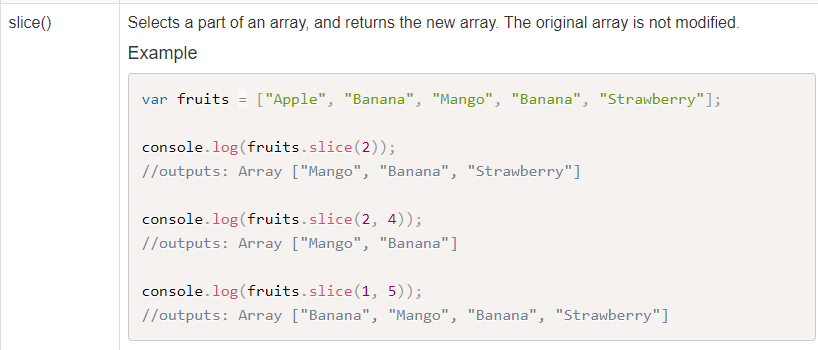 slice()
Selects a part of an array, and returns the new array. The original array is not modified.
Example
var fruits = ["Apple", "Banana", "Mango", "Banana", "Strawberry"];
console.log(fruits.slice(2));
//outputs: Array ["Mango", "Banana", "Strawberry"]
console.log(fruits.slice(2, 4));
//outputs: Array ["Mango", "Banana"]
console.log(fruits.slice(1, 5));
//outputs: Array ["Banana", "Mango", "Banana", "Strawberry"]